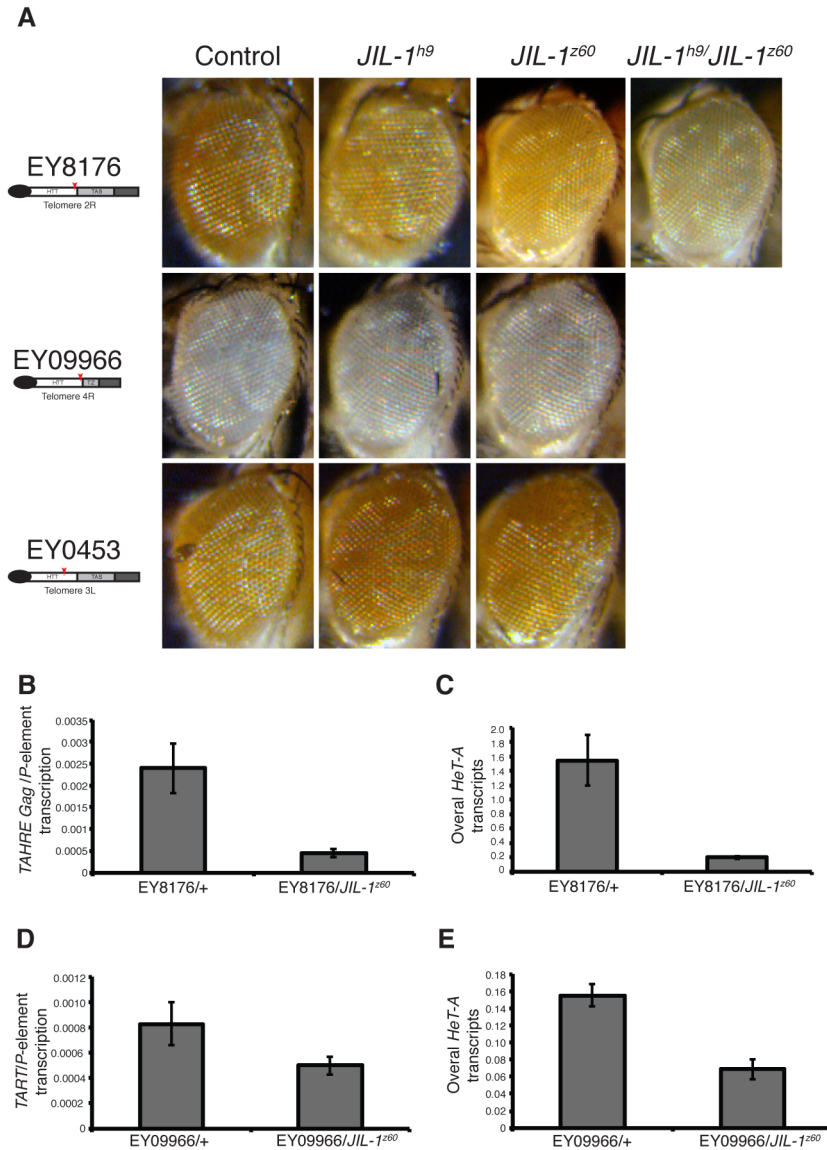 A
Control
JIL-1h9
JIL-1z60
JIL-1h9/JIL-1z60
EY8176
HTT TAS
Telomere 2R
EY09966
HTT TZ
Telomere 4R
EY0453
HTT TAS
Telomere 3L
B
TAHRE Gag /P-element
transcription
0.0035
0.003
0.0025
0.002
0.0015
0.001
0.0005
0
EY8176/+
EY8176/JIL-1z60
C
Overal HeT-A
transcripts
2.0
1.8
1.6
1.4
1.2
1.0
0.8
0.6
0.4
0.2
0
EY8176/+
EY8176/JIL-1z60
D
TART/P-element
transcription
0.0012
0.0010
0.0008
0.0006
0.0004
0.0002
0
EY09966/+
EY09966/JIL-1z60
E
Overal HeT-A
transcripts
0.18
0.16
0.14
0.12
0.10
0.08
0.06
0.04
0.02
0
EY09966/+
EY09966/JIL-1z60